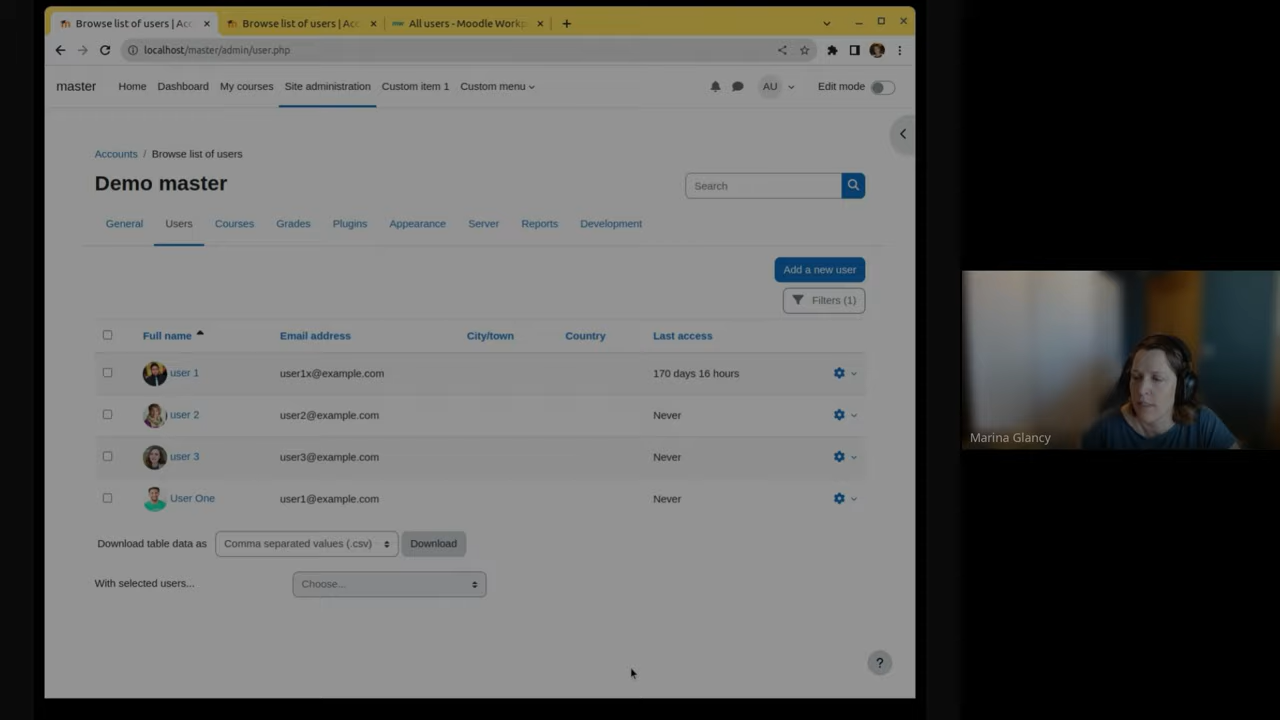 Browse list of users | Acc
Browse list of users | Acc
All users - Moodle Workp
localhost/master/admin/user.php
master
Home
Dashboard
My courses
Site administration
Custom item 1
Custom menu
AU
Edit mode
Accounts / Browse list of users
Demo master
Search
General
Users
Courses
Grades
Plugins
Appearance
Server
Reports
Development
Add a new user
Filters (1)
Full name
Email address
City/town
Country
Last access
user 1
user1x@example.com
170 days 16 hours
user 2
user2@example.com
Never
user 3
user3@example.com
Never
User One
user1@example.com
Never
Download table data as
Comma separated values (.csv)
Download
With selected users...
Choose...
?
Marina Glancy